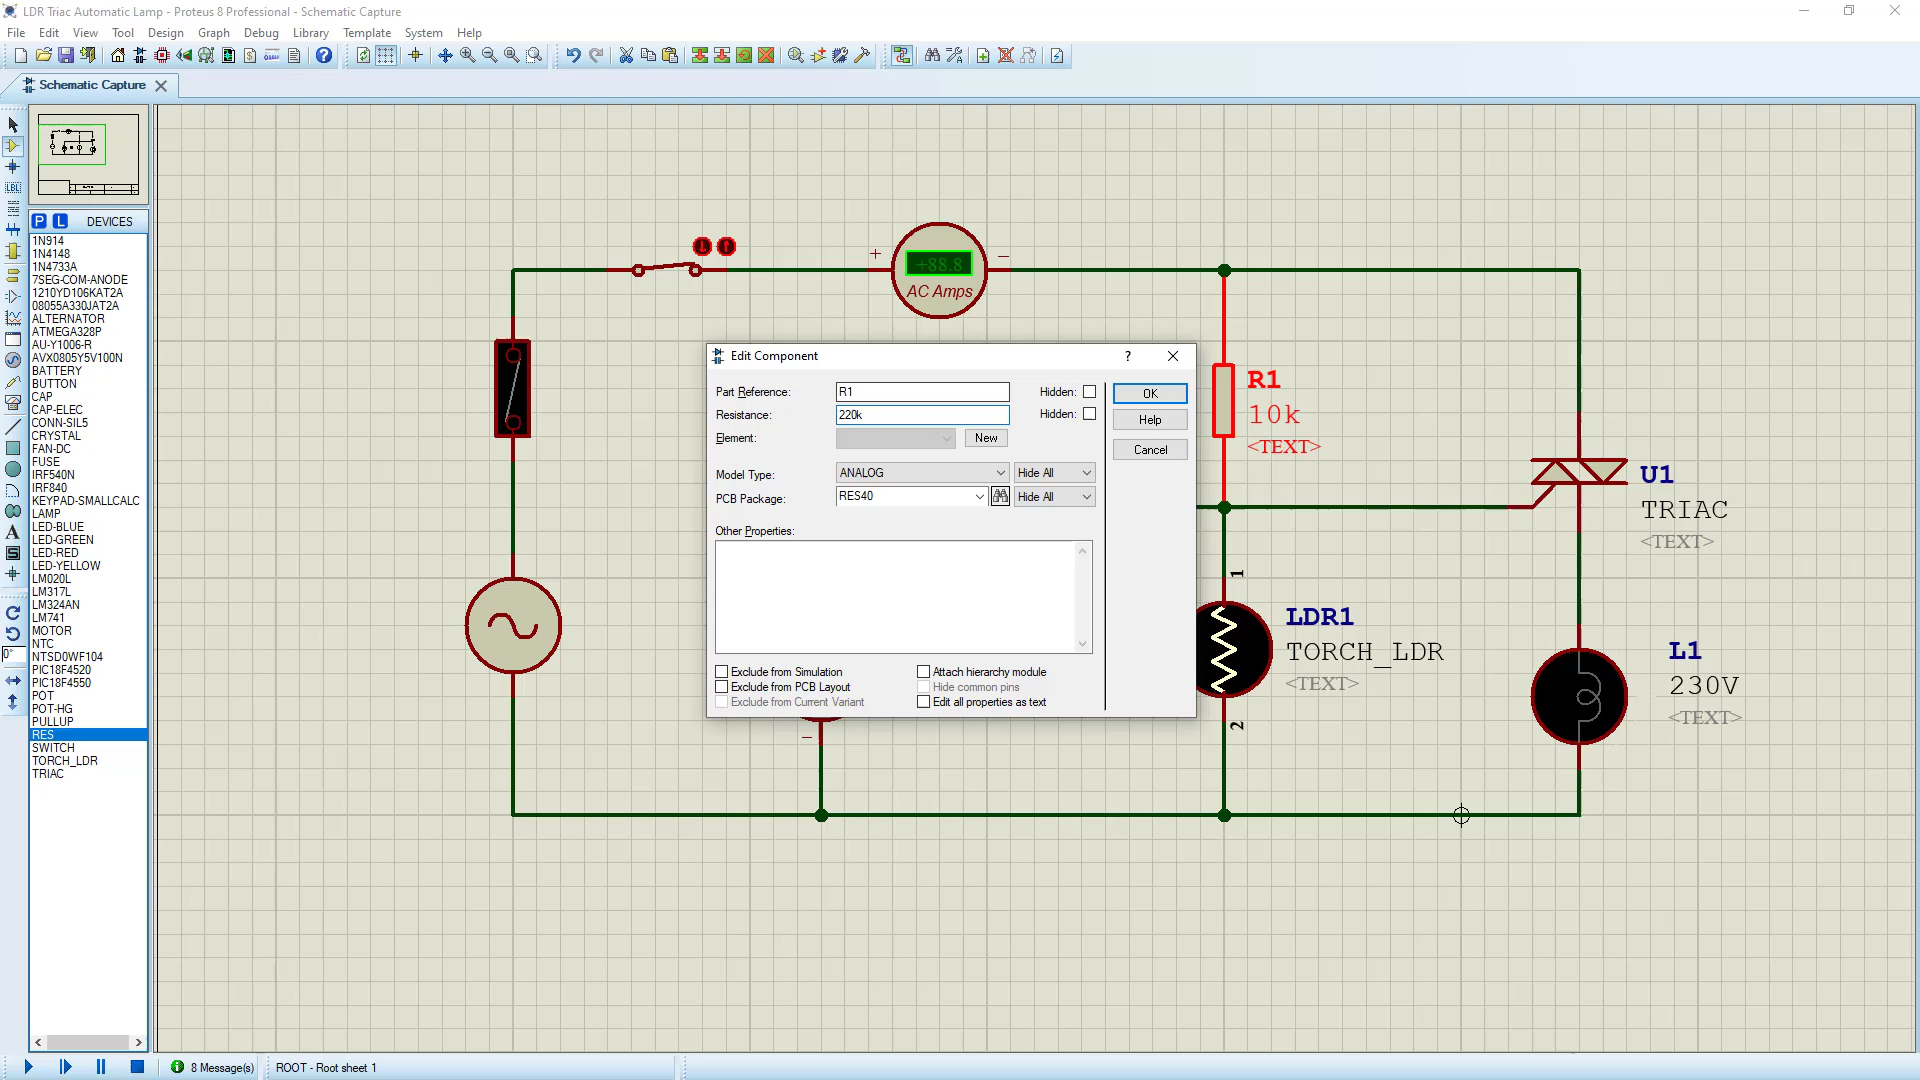 LDR Triac Automatic Lamp - Proteus 8 Professional - Schematic Capture
File Edit View Tool Design Graph Debug Library Template System Help
Schematic Capture
P L DEVICES
1N914
1N4148
1N4733A
7SEG-COM-ANODE
1210YD106KAT2A
08055A330JAT2A
ALTERNATOR
ATMEGA328P
AU-Y1006-R
AVX0805Y5V100N
BATTERY
BUTTON
CAP
CAP-ELEC
CONN-SIL5
CRYSTAL
FAN-DC
FUSE
IRF540N
IRF840
KEYPAD-SMALLCALC
LAMP
LED-BLUE
LED-GREEN
LED-RED
LED-YELLOW
LM020L
LM317L
LM324AN
LM741
MOTOR
NTC
NTSD0WF104
PIC18F4520
PIC18F4550
POT
POT-HG
PULLUP
RES
SWITCH
TORCH_LDR
TRIAC
LBL
A
S
0°
+ +88.8 −
AC Amps
R1
10k
<TEXT>
U1
TRIAC
<TEXT>
1
LDR1
TORCH_LDR
<TEXT>
2
L1
230V
<TEXT>
−
Edit Component ?
Part Reference: R1 Hidden:
Resistance: 220k Hidden:
Element: New
Model Type: ANALOG Hide All
PCB Package: RES40 Hide All
Other Properties:
Exclude from Simulation Attach hierarchy module
Exclude from PCB Layout Hide common pins
Exclude from Current Variant Edit all properties as text
OK
Help
Cancel
8 Message(s) ROOT - Root sheet 1